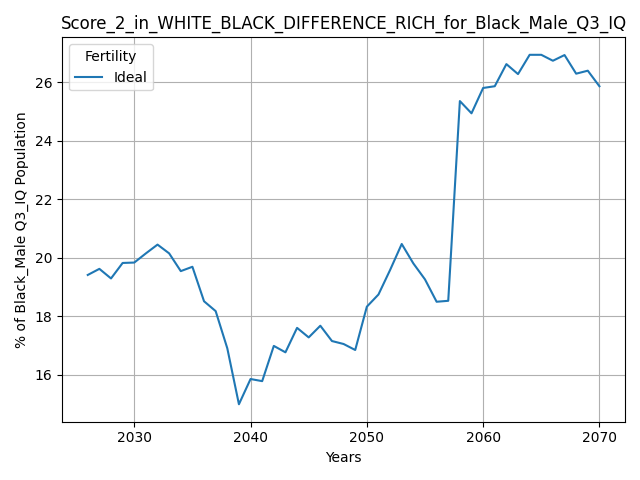 Score_2_in_WHITE_BLACK_DIFFERENCE_RICH_for_Black_Male_Q3_IQ
Fertility
Ideal
% of Black_Male Q3_IQ Population
26
24
22
20
18
16
2030
2040
2050
2060
2070
Years